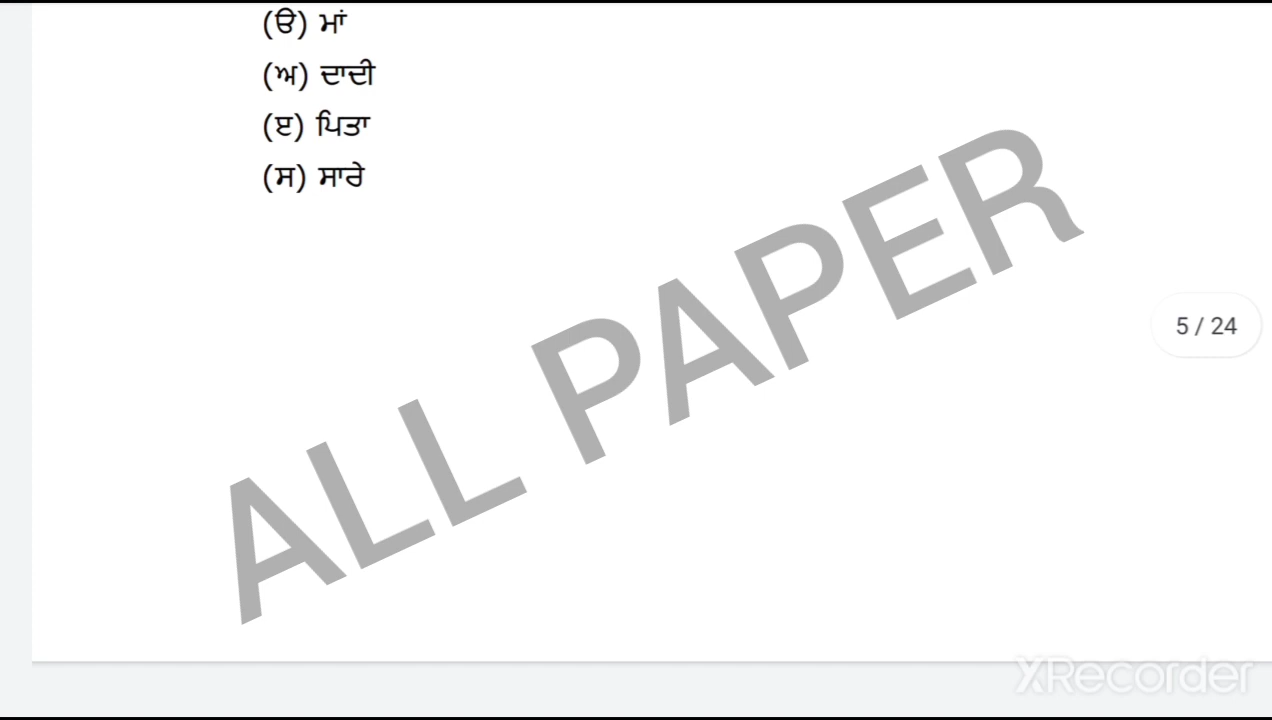 (ੳ) ਮਾਂ
(ਅ) ਦਾਦੀ
(ੲ) ਪਿਤਾ
(ਸ) ਸਾਰੇ
ALL PAPER
5 / 24
XRecorder